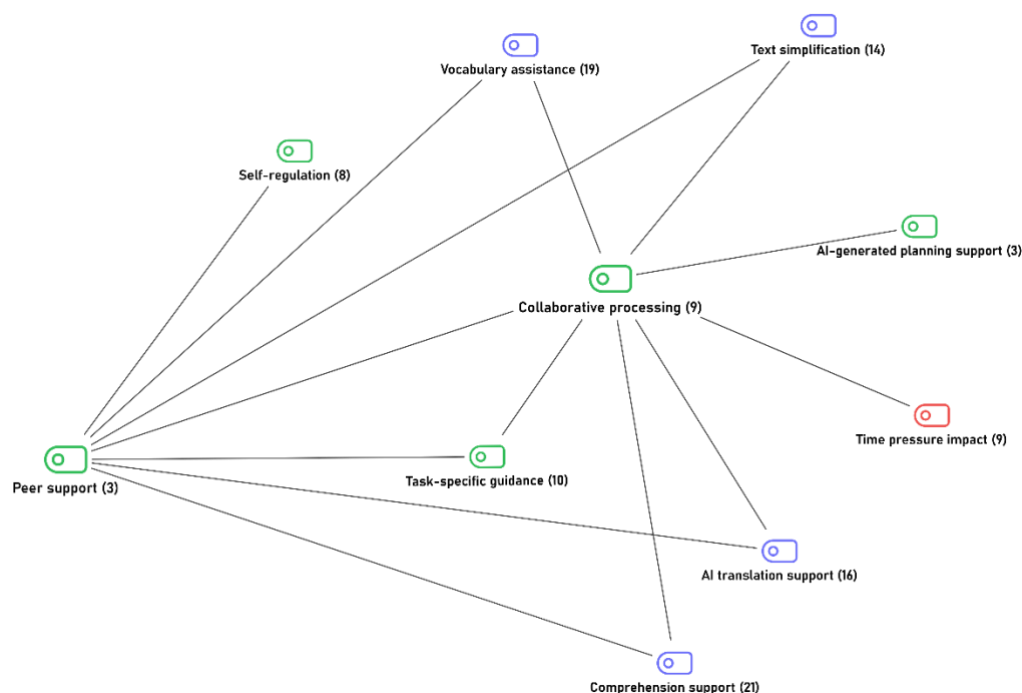 Text simplification (14)
Vocabulary assistance (19)
Self-regulation (8)
AI-generated planning support (3)
Collaborative processing (9)
Time pressure impact (9)
Task-specific guidance (10)
Peer support (3)
AI translation support (16)
Comprehension support (21)